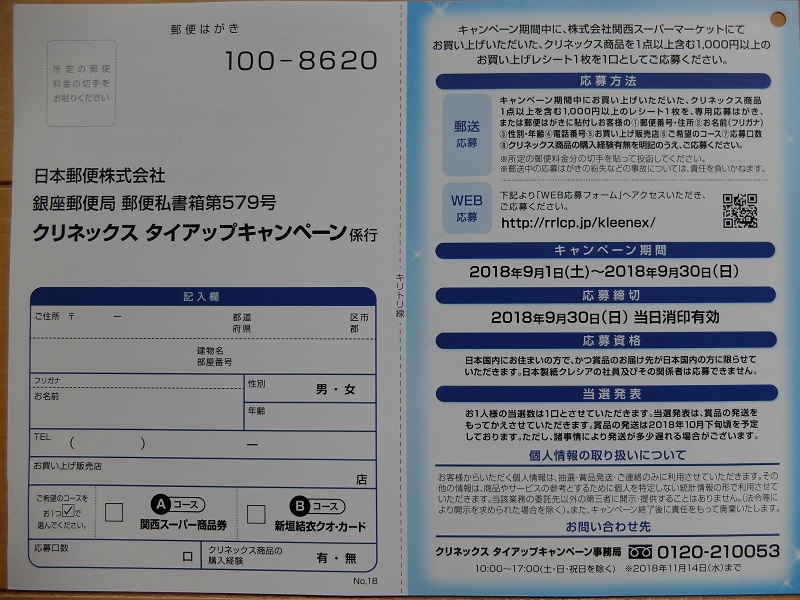 郵便はがき
100-8620
所定の郵便
料金の切手を
お貼りください
日本郵便株式会社
銀座郵便局 郵便私書箱第579号
クリネックス タイアップキャンペーン 係行
キリトリ線
記入欄
ご住所 〒 ー 都道府県 区市郡
建物名
部屋番号
フリガナ
お名前
性別 男・女
年齢
TEL ( ) ー
お買い上げ販売店
店
ご希望のコースを
お1つ✓で
選んでください。
Aコース
関西スーパー商品券
Bコース
新垣結衣クオ・カード
応募口数 口
クリネックス商品の
購入経験
有・無
No.18
キャンペーン期間中に、株式会社関西スーパーマーケットにて
お買い上げいただいた、クリネックス商品を1点以上含む1,000円以上の
お買い上げレシート1枚を1口としてご応募ください。
応募方法
郵送
応募
キャンペーン期間中にお買い上げいただいた、クリネックス商品
1点以上を含む1,000円以上のレシート1枚を、専用応募はがき、
または郵便はがきに貼付しお客様の①郵便番号・住所②お名前(フリガナ)
③性別・年齢④電話番号⑤お買い上げ販売店⑥ご希望のコース⑦応募口数
⑧クリネックス商品の購入経験有無を明記のうえ、ご応募ください。
※所定の郵便料金分の切手を貼って投函してください。
※郵送中の応募はがきの紛失などの事故については、責任を負いかねます。
WEB
応募
下記より「WEB応募フォーム」へアクセスいただき、
ご応募ください。
http://rrlcp.jp/kleenex/
キャンペーン期間
2018年9月1日(土)〜2018年9月30日(日)
応募締切
2018年9月30日(日) 当日消印有効
応募資格
日本国内にお住まいの方で、かつ賞品のお届け先が日本国内の方に限らせて
いただきます。日本製紙クレシアの社員及びその関係者は応募できません。
当選発表
お1人様の当選数は1口とさせていただきます。当選発表は、賞品の発送を
もってかえさせていただきます。賞品の発送は2018年10月下旬頃を予定
しております。ただし、諸事情により発送が多少遅れる場合がございます。
個人情報の取り扱いについて
お客様からいただく個人情報は、抽選・賞品発送・ご連絡のみに利用させていただきます。その
他の情報は、商品やサービスの参考とするために個人を特定しない統計情報の形で利用させて
いただきます。当該業務の委託先以外の第三者に開示・提供することはありません。(法令等に
より開示を求められた場合を除く)。また、キャンペーン終了後に責任をもって廃棄いたします。
お問い合わせ先
クリネックス タイアップキャンペーン事務局 0120-210053
10:00〜17:00(土・日・祝日を除く) ※2018年11月14日(水)まで